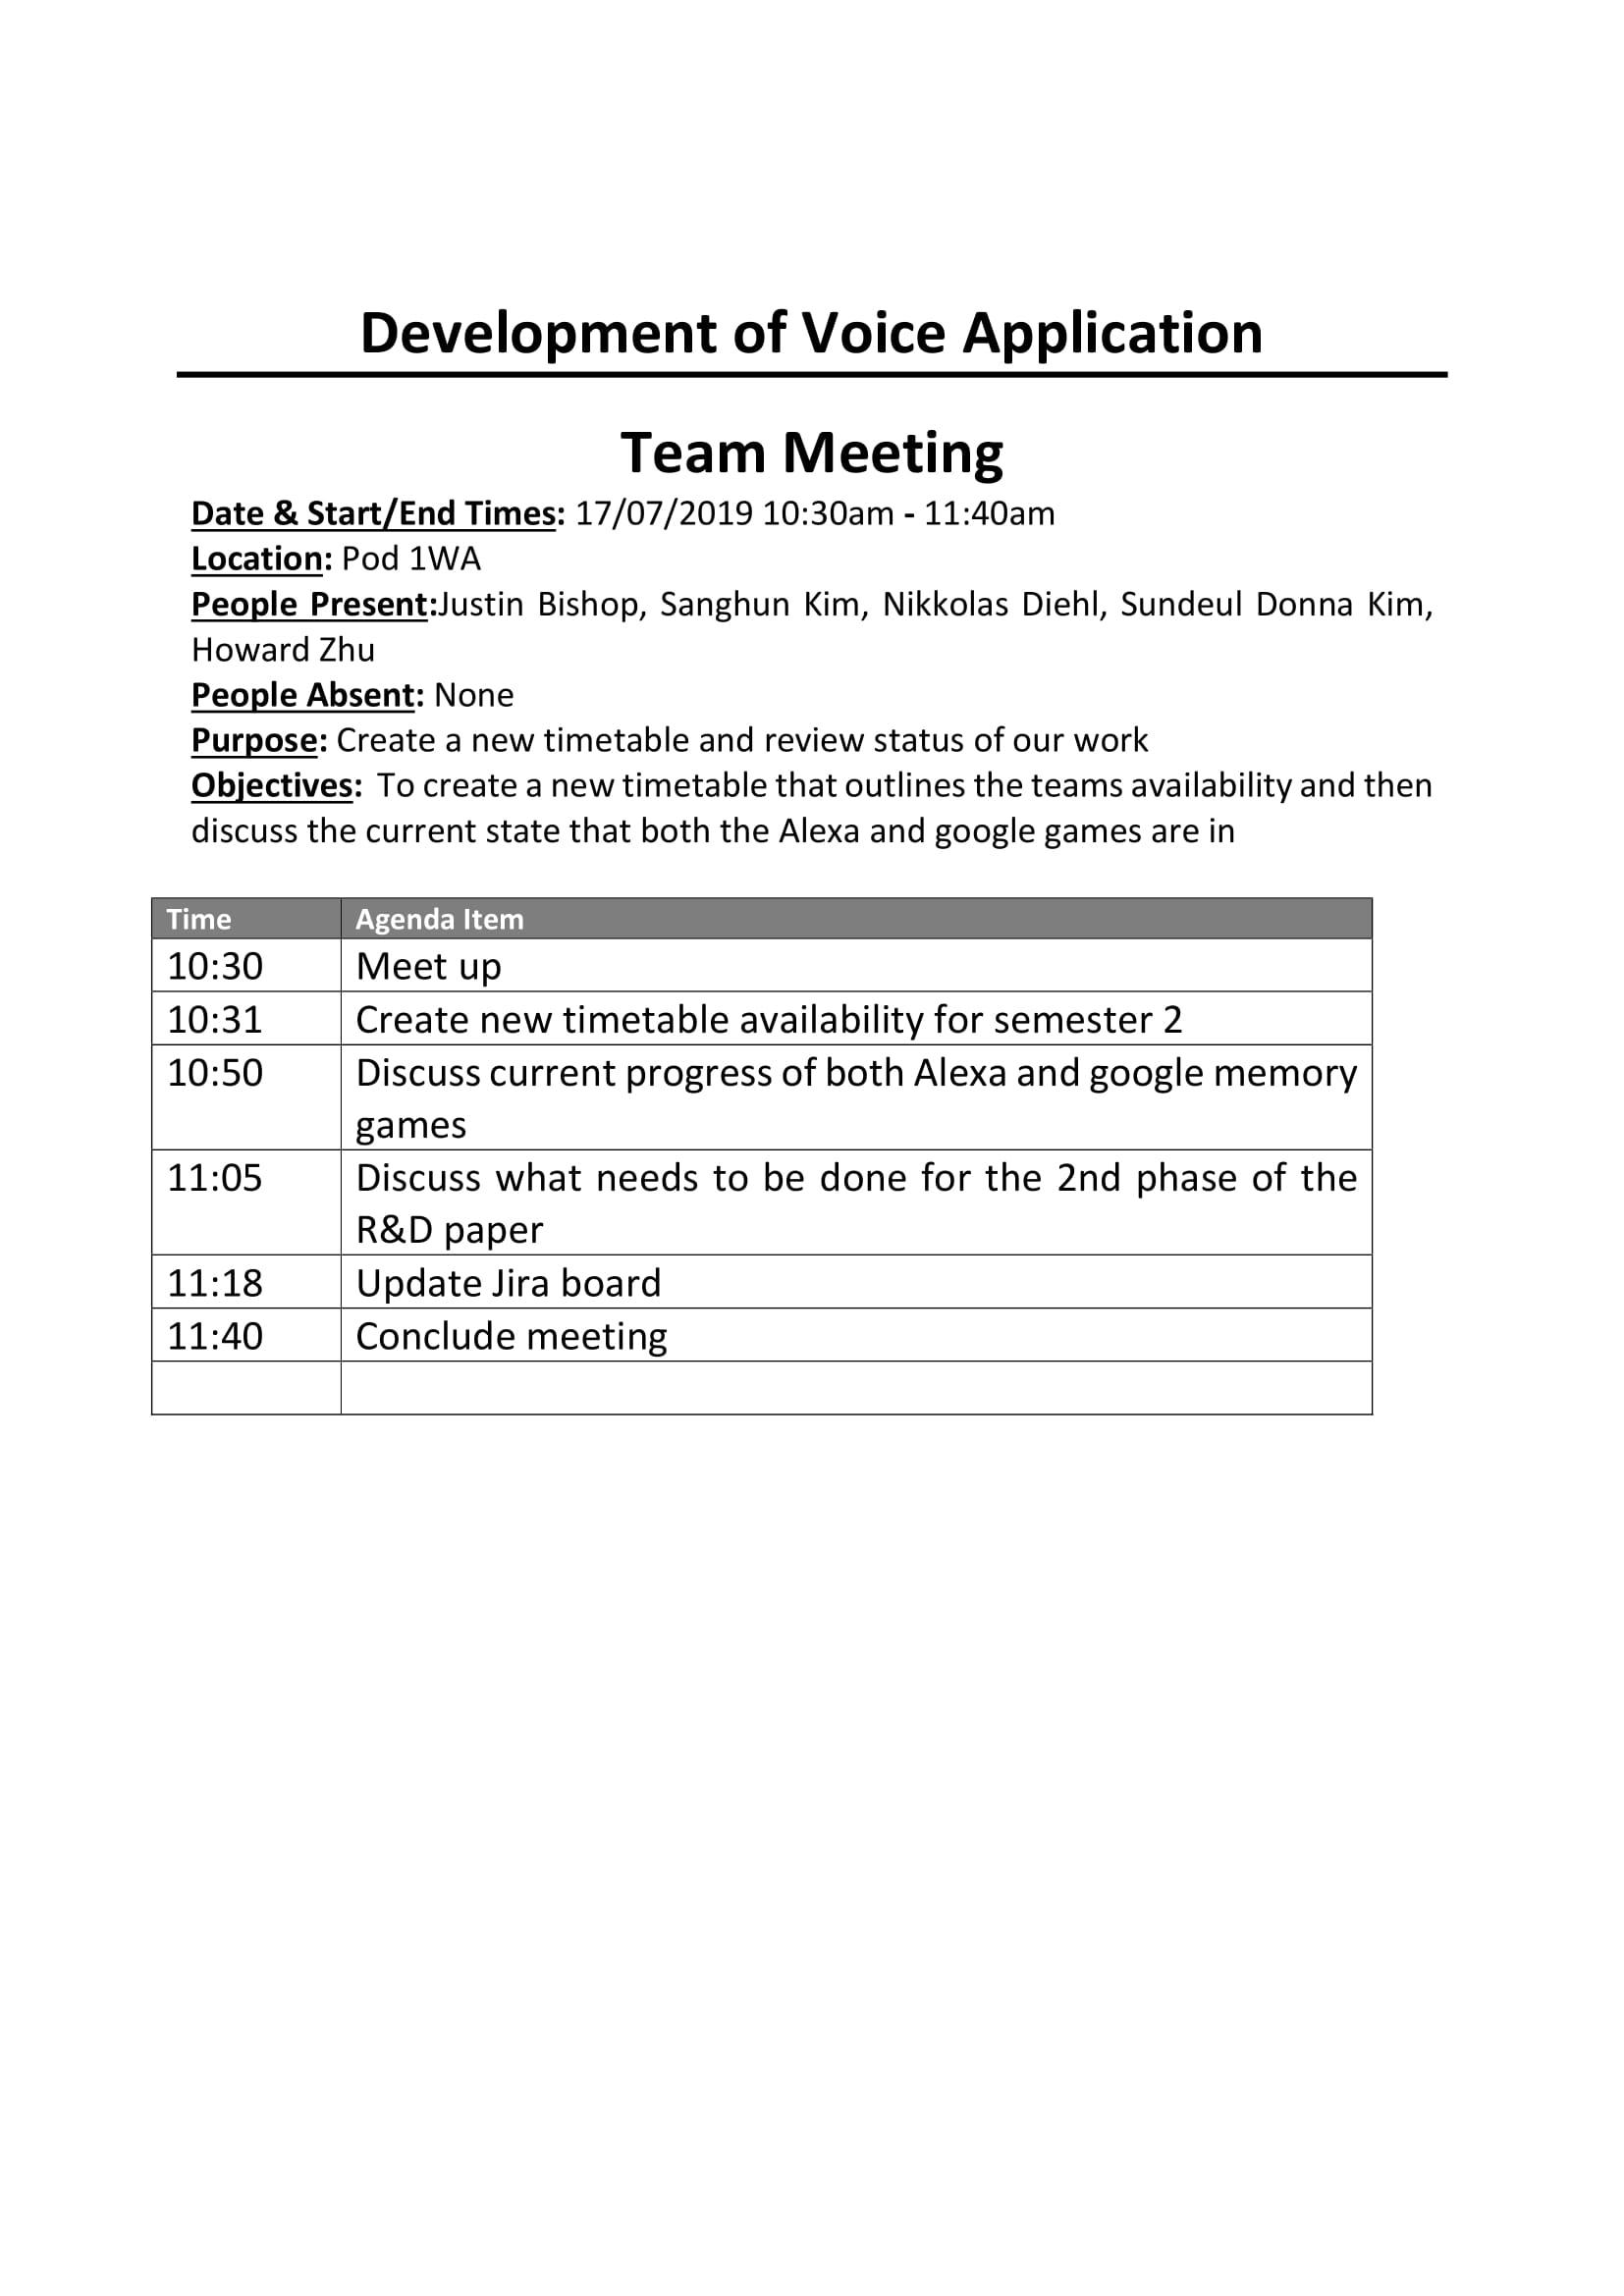 Development of Voice Application
Team Meeting
Date & Start/End Times: 17/07/2019 10:30am - 11:40am
Location: Pod 1WA
People Present:Justin Bishop, Sanghun Kim, Nikkolas Diehl, Sundeul Donna Kim,
Howard Zhu
People Absent: None
Purpose: Create a new timetable and review status of our work
Objectives: To create a new timetable that outlines the teams availability and then
discuss the current state that both the Alexa and google games are in
Time Agenda Item
10:30 Meet up
10:31 Create new timetable availability for semester 2
10:50 Discuss current progress of both Alexa and google memory
games
11:05 Discuss what needs to be done for the 2nd phase of the
R&D paper
11:18 Update Jira board
11:40 Conclude meeting